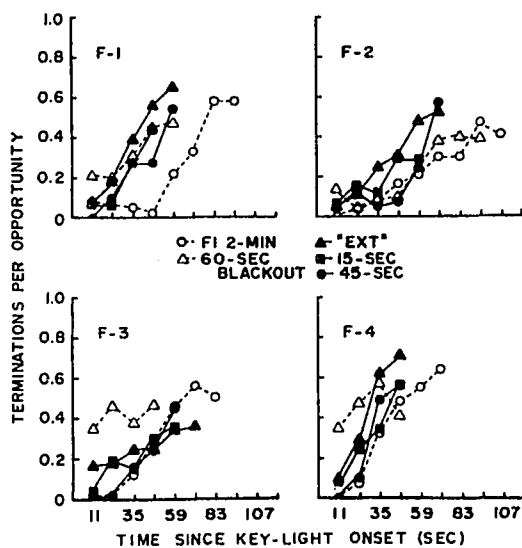 1.0
F-1
F-2
0.8
0.6
0.4
0.2
0
TERMINATIONS PER OPPORTUNITY
FI 2-MIN
"EXT"
60-SEC
15-SEC
BLACKOUT
45-SEC
1.0
F-3
F-4
0.8
0.6
0.4
0.2
0.0
11 35 59 83 107
11 35 59 83 107
TIME SINCE KEY-LIGHT ONSET (SEC)